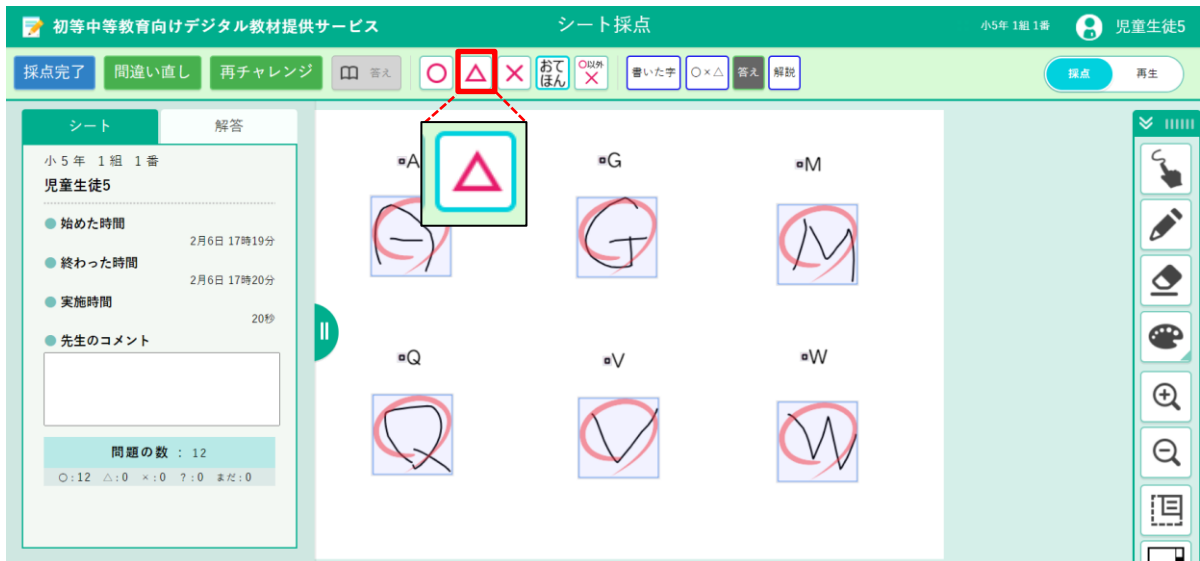 初等中等教育向けデジタル教材提供サービス
シート採点
小5年 1組 1番
児童生徒5
採点完了
間違い直し
再チャレンジ
答え
おてほん
○以外
×
書いた字
○×△
答え
解説
採点
再生
シート
解答
小5年 1組 1番
児童生徒5
始めた時間
2月6日 17時19分
終わった時間
2月6日 17時20分
実施時間
20秒
先生のコメント
問題の数 : 12
○:12 △:0 ×:0 ?:0 まだ:0
A
G
M
A
G
M
Q
V
W
Q
V
W